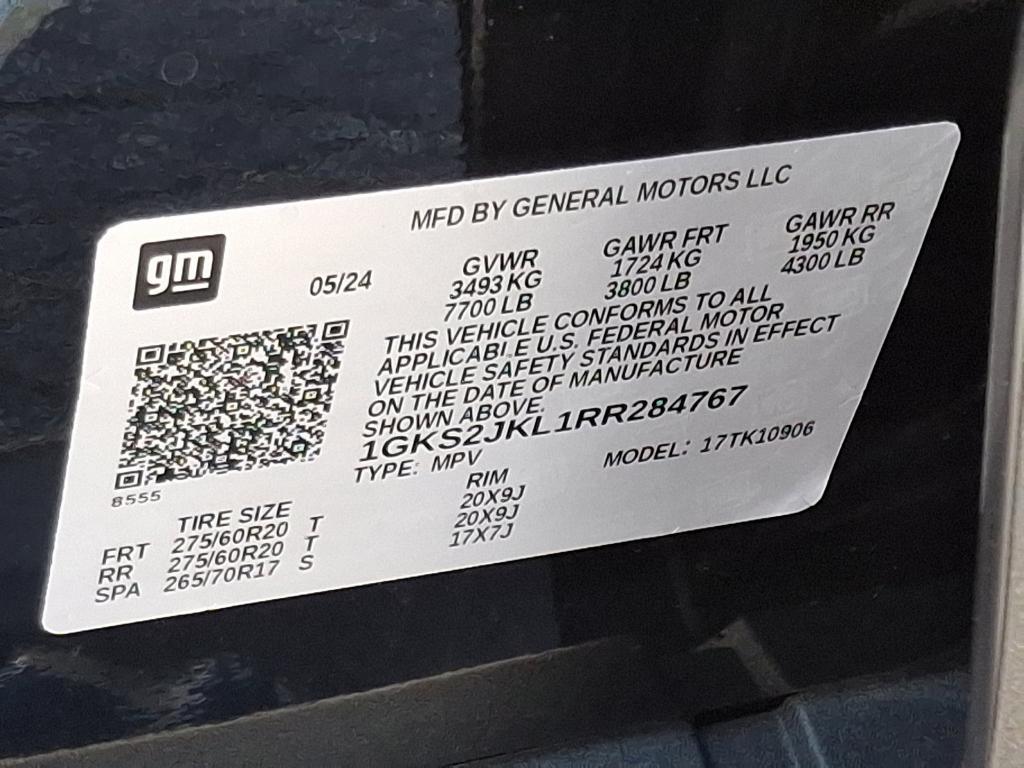 MFD BY GENERAL MOTORS LLC
gm
05/24
GVWR GAWR FRT GAWR RR
3493 KG 1724 KG 1950 KG
7700 LB 3800 LB 4300 LB
THIS VEHICLE CONFORMS TO ALL
APPLICABLE U.S. FEDERAL MOTOR
VEHICLE SAFETY STANDARDS IN EFFECT
ON THE DATE OF MANUFACTURE
SHOWN ABOVE.
1GKS2JKL1RR284767
TYPE: MPV MODEL: 17TK10906
8555
TIRE SIZE RIM
FRT 275/60R20 T 20X9J
RR 275/60R20 T 20X9J
SPA 265/70R17 S 17X7J